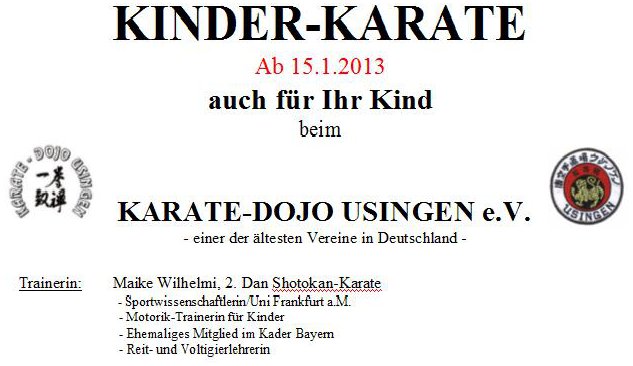 KINDER-KARATE
Ab 15.1.2013
auch für Ihr Kind
beim
KARATE-DOJO USINGEN
KARATE-DOJO USINGEN e.V.
USINGEN
- einer der ältesten Vereine in Deutschland -
Trainerin: Maike Wilhelmi, 2. Dan Shotokan-Karate
- Sportwissenschaftlerin/Uni Frankfurt a.M.
- Motorik-Trainerin für Kinder
- Ehemaliges Mitglied im Kader Bayern
- Reit- und Voltigierlehrerin